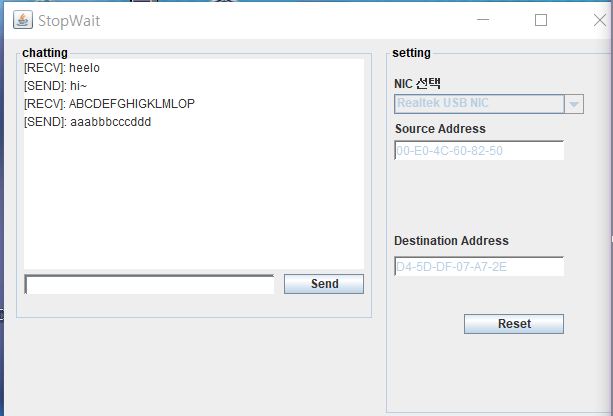 StopWait
chatting
[RECV]: heelo
[SEND]: hi~
[RECV]: ABCDEFGHIGKLMLOP
[SEND]: aaabbbcccddd
Send
setting
NIC 선택
Realtek USB NIC
Source Address
00-E0-4C-60-82-50
Destination Address
D4-5D-DF-07-A7-2E
Reset